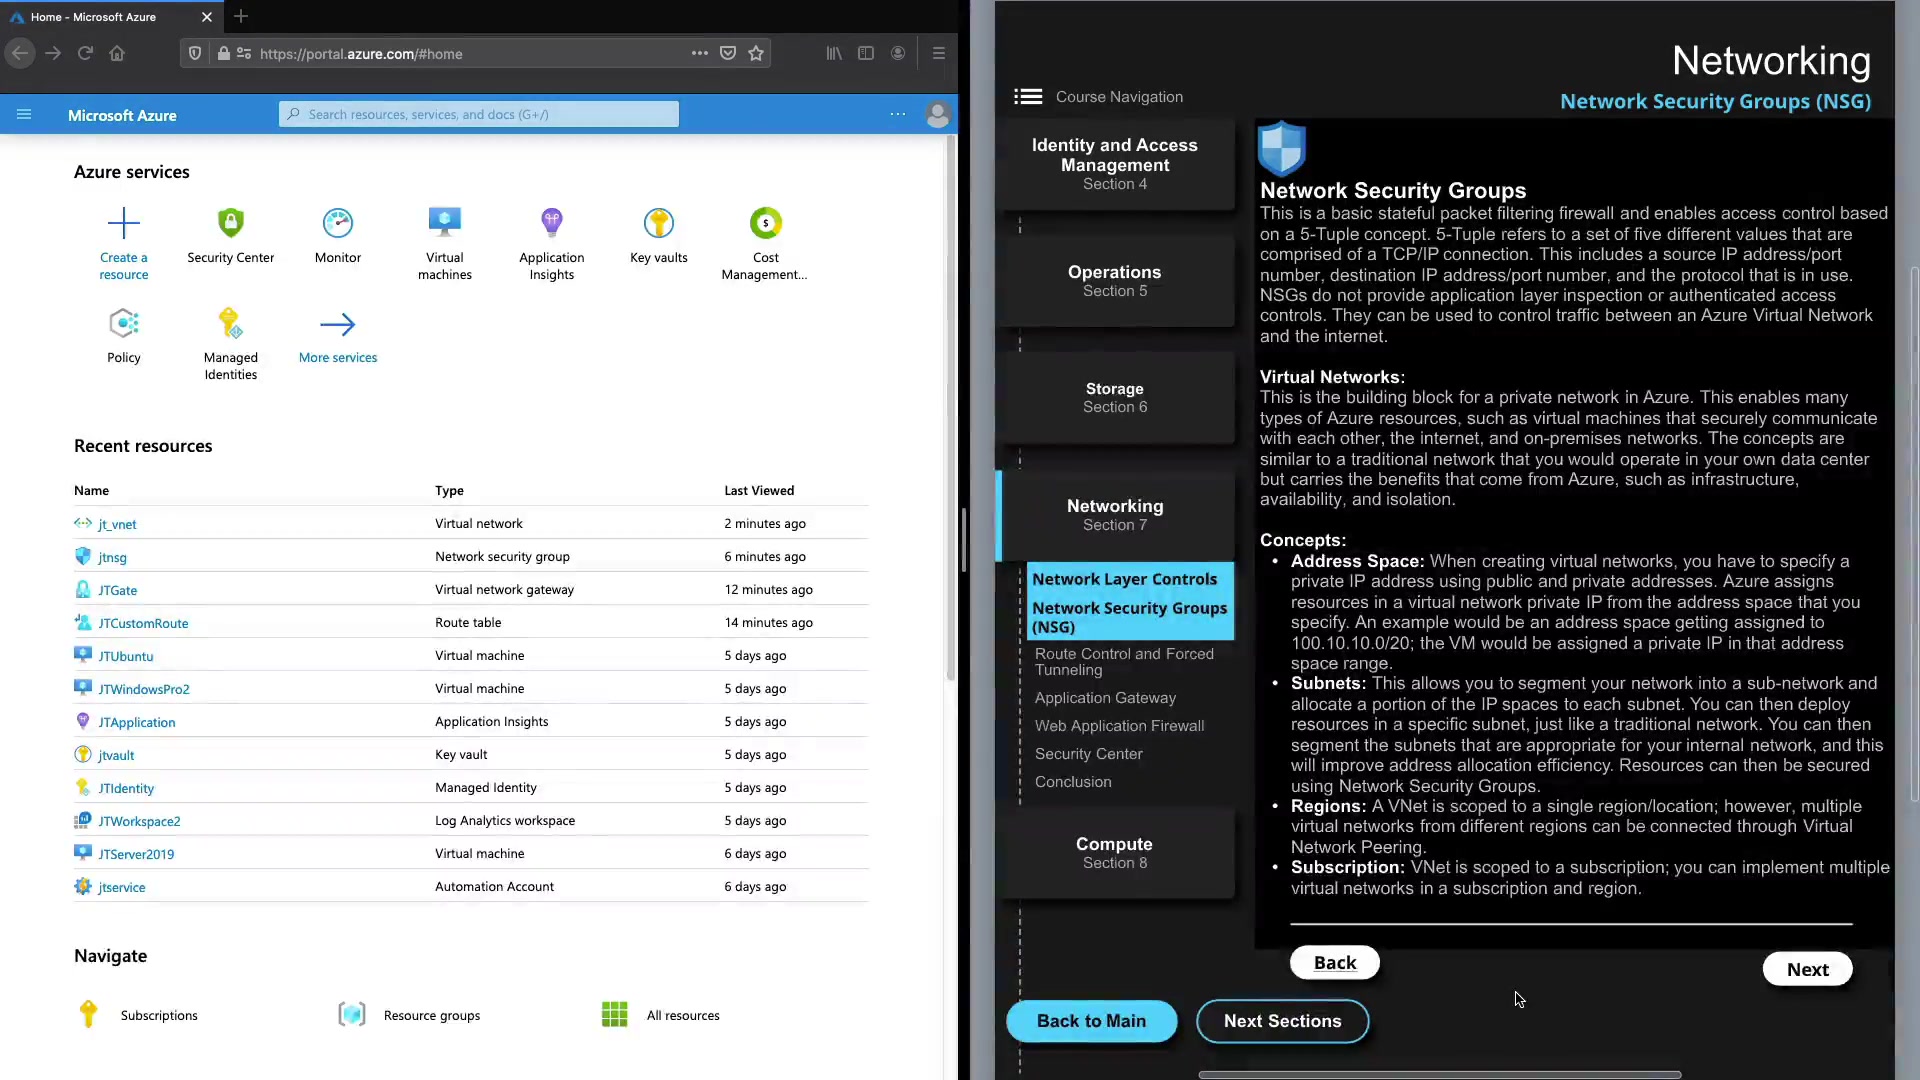 Home - Microsoft Azure
https://portal.azure.com/#home
Microsoft Azure
Search resources, services, and docs (G+/)
Azure services
Create a
resource
Security Center
Monitor
Virtual
machines
Application
Insights
Key vaults
Cost
Management...
Policy
Managed
Identities
More services
Recent resources
Name Type Last Viewed
jt_vnet Virtual network 2 minutes ago
jtnsg Network security group 6 minutes ago
JTGate Virtual network gateway 12 minutes ago
JTCustomRoute Route table 14 minutes ago
JTUbuntu Virtual machine 5 days ago
JTWindowsPro2 Virtual machine 5 days ago
JTApplication Application Insights 5 days ago
jtvault Key vault 5 days ago
JTIdentity Managed Identity 5 days ago
JTWorkspace2 Log Analytics workspace 5 days ago
JTServer2019 Virtual machine 6 days ago
jtservice Automation Account 6 days ago
Navigate
Subscriptions
Resource groups
All resources
Networking
Network Security Groups (NSG)
Course Navigation
Identity and Access
Management
Section 4
Operations
Section 5
Storage
Section 6
Networking
Section 7
Network Layer Controls
Network Security Groups
(NSG)
Route Control and Forced
Tunneling
Application Gateway
Web Application Firewall
Security Center
Conclusion
Compute
Section 8
Network Security Groups
This is a basic stateful packet filtering firewall and enables access control based
on a 5-Tuple concept. 5-Tuple refers to a set of five different values that are
comprised of a TCP/IP connection. This includes a source IP address/port
number, destination IP address/port number, and the protocol that is in use.
NSGs do not provide application layer inspection or authenticated access
controls. They can be used to control traffic between an Azure Virtual Network
and the internet.
Virtual Networks:
This is the building block for a private network in Azure. This enables many
types of Azure resources, such as virtual machines that securely communicate
with each other, the internet, and on-premises networks. The concepts are
similar to a traditional network that you would operate in your own data center
but carries the benefits that come from Azure, such as infrastructure,
availability, and isolation.
Concepts:
• Address Space: When creating virtual networks, you have to specify a
private IP address using public and private addresses. Azure assigns
resources in a virtual network private IP from the address space that you
specify. An example would be an address space getting assigned to
100.10.10.0/20; the VM would be assigned a private IP in that address
space range.
• Subnets: This allows you to segment your network into a sub-network and
allocate a portion of the IP spaces to each subnet. You can then deploy
resources in a specific subnet, just like a traditional network. You can then
segment the subnets that are appropriate for your internal network, and this
will improve address allocation efficiency. Resources can then be secured
using Network Security Groups.
• Regions: A VNet is scoped to a single region/location; however, multiple
virtual networks from different regions can be connected through Virtual
Network Peering.
• Subscription: VNet is scoped to a subscription; you can implement multiple
virtual networks in a subscription and region.
Back
Next
Back to Main
Next Sections